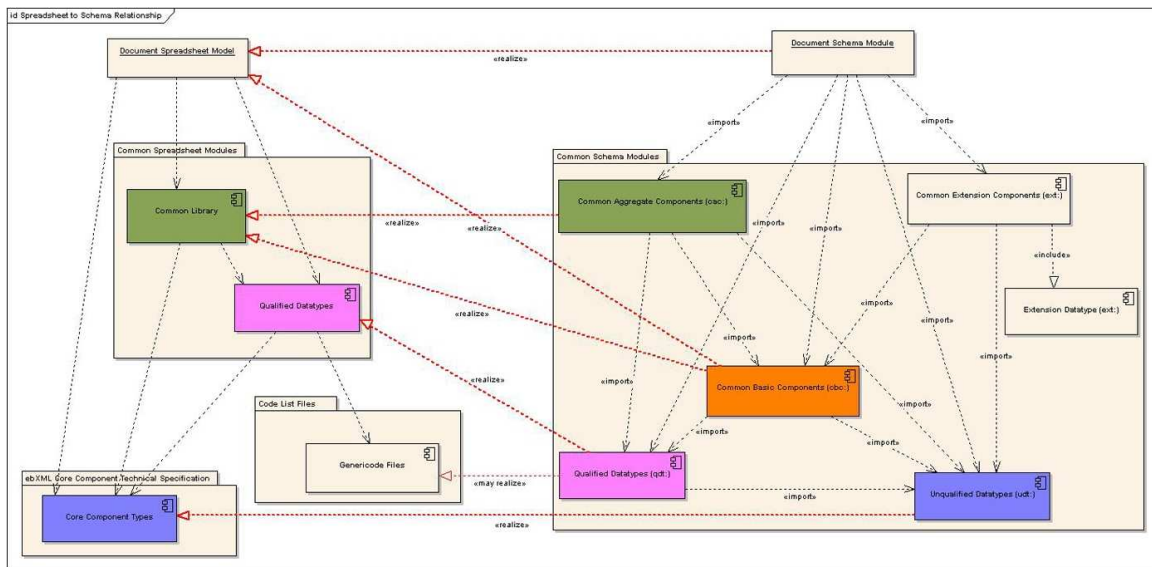 id Spreadsheet to Schema Relationship
Document Spreadsheet Model
Document Schema Module
«realize»
«import»
«import»
«import»
«import»
«import»
Common Spreadsheet Modules
Common Schema Modules
Common Library
Common Aggregate Components (cac:)
Common Extension Components (ext:)
«realize»
«realize»
«include»
Qualified Datatypes
Extension Datatype (ext:)
«realize»
«import»
«import»
«import»
«import»
«realize»
«import»
«import»
Common Basic Components (cbc:)
Code List Files
«import»
«import»
Genericode Files
Qualified Datatypes (qdt:)
«may realize»
ebXML Core Component Technical Specification
Unqualified Datatypes (udt:)
«import»
Core Component Types
«realize»